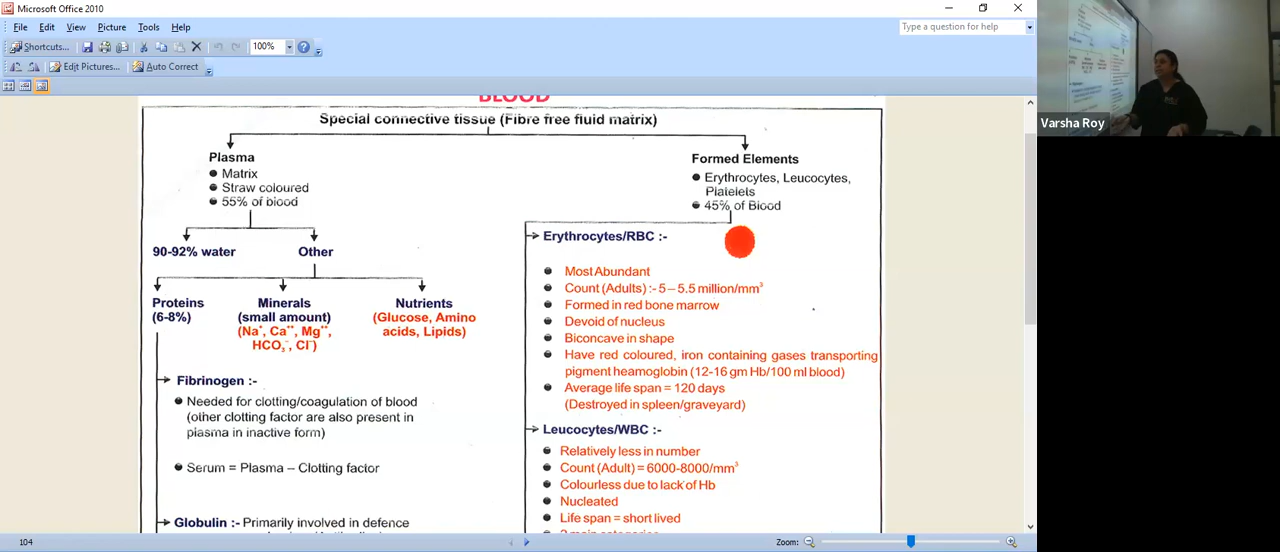 Microsoft Office 2010
File Edit View Picture Tools Help
Type a question for help
Shortcuts...
100%
Edit Pictures...
Auto Correct
Varsha Roy
BLOOD
Special connective tissue (Fibre free fluid matrix)
Plasma
Matrix
Straw coloured
55% of blood
90-92% water
Other
Proteins
(6-8%)
Minerals
(small amount)
(Na⁺, Ca⁺⁺, Mg⁺⁺,
HCO₃⁻, Cl⁻)
Nutrients
(Glucose, Amino
acids, Lipids)
Fibrinogen :-
Needed for clotting/coagulation of blood
(other clotting factor are also present in
plasma in inactive form)
Serum = Plasma – Clotting factor
Globulin :- Primarily involved in defence
Formed Elements
Erythrocytes, Leucocytes,
Platelets
45% of Blood
Erythrocytes/RBC :-
Most Abundant
Count (Adults) :- 5 – 5.5 million/mm³
Formed in red bone marrow
Devoid of nucleus
Biconcave in shape
Have red coloured, iron containing gases transporting
pigment heamoglobin (12-16 gm Hb/100 ml blood)
Average life span = 120 days
(Destroyed in spleen/graveyard)
Leucocytes/WBC :-
Relatively less in number
Count (Adult) = 6000-8000/mm³
Colourless due to lack of Hb
Nucleated
Life span = short lived
104
Zoom: